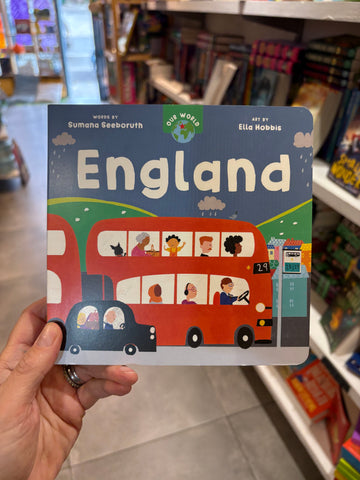 WORDS BY
Sumana Seeboruth
OUR WORLD
ART BY
Ella Hobbis
England
29